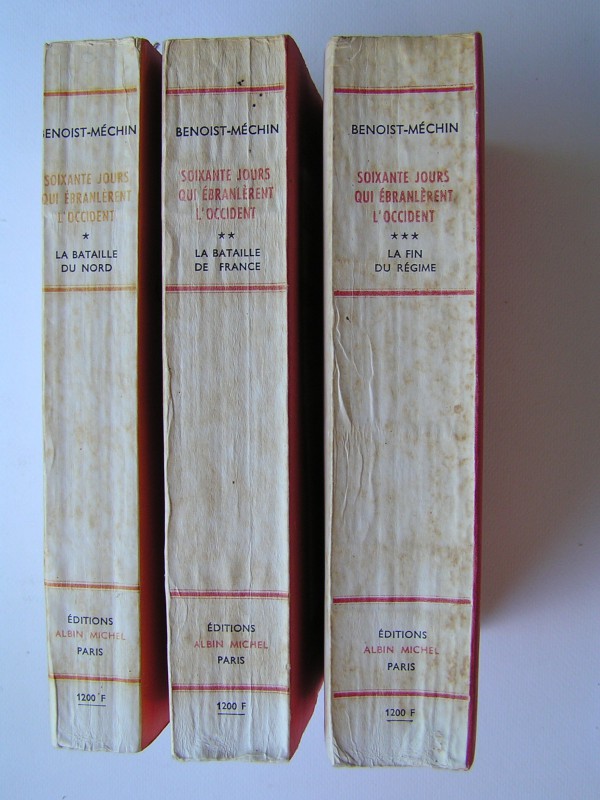 BENOIST-MÉCHIN
SOIXANTE JOURS
QUI ÉBRANLÈRENT
L'OCCIDENT
*
LA BATAILLE
DU NORD
ÉDITIONS
ALBIN MICHEL
PARIS
1200 F
BENOIST-MÉCHIN
SOIXANTE JOURS
QUI ÉBRANLÈRENT
L'OCCIDENT
**
LA BATAILLE
DE FRANCE
ÉDITIONS
ALBIN MICHEL
PARIS
1200 F
BENOIST-MÉCHIN
SOIXANTE JOURS
QUI ÉBRANLÈRENT
L'OCCIDENT
***
LA FIN
DU RÉGIME
ÉDITIONS
ALBIN MICHEL
PARIS
1200 F